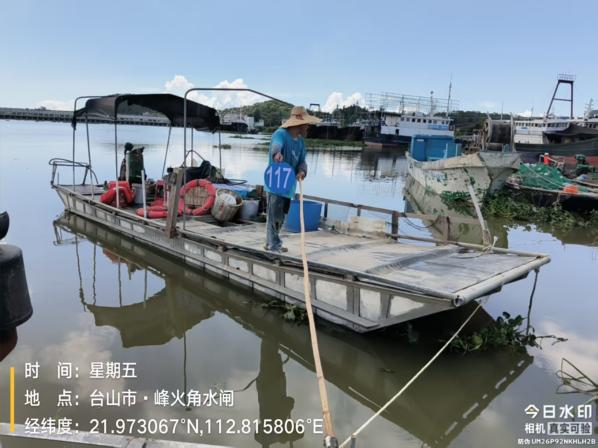 117
时 间: 星期五
地 点: 台山市·峰火角水闸
经纬度: 21.973067°N,112.815806°E
今日水印
相机 真实可验
防伪 UM26P92NKHLH2B